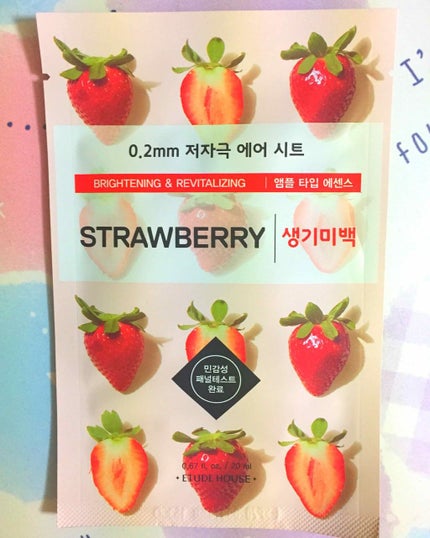 I'
for
0.2mm 저자극 에어 시트
BRIGHTENING & REVITALIZING | 앰플 타입 에센스
STRAWBERRY | 생기미백
민감성
패널테스트
완료
0.67 fl. oz. / 20 ml
• ETUDE HOUSE •